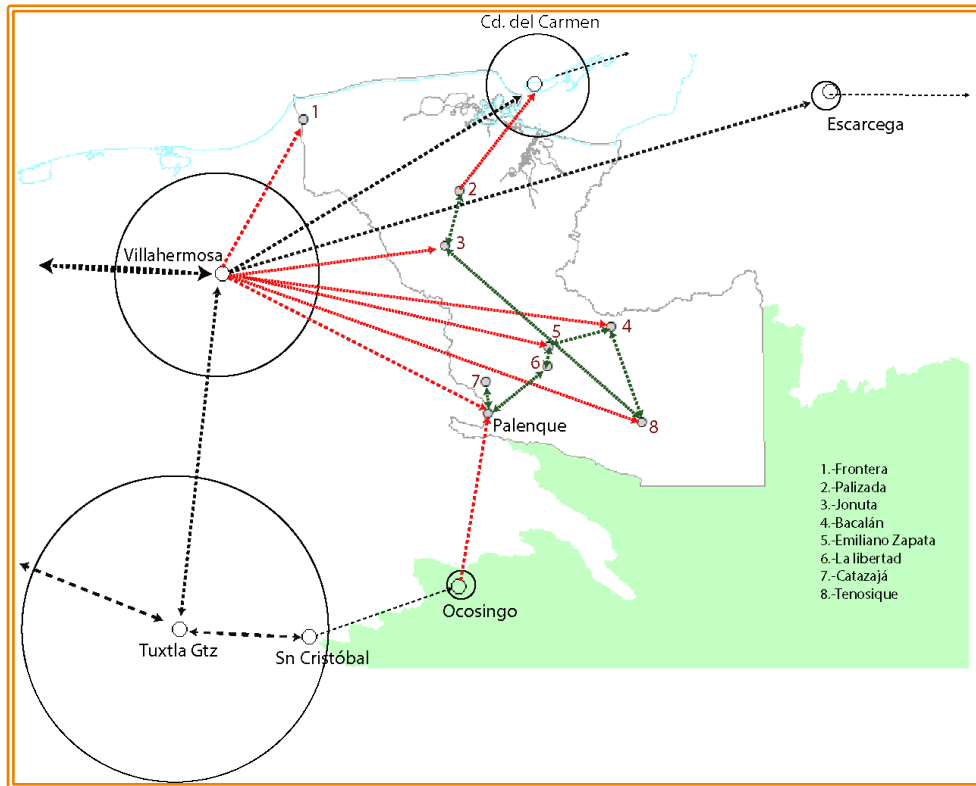 Cd. del Carmen
1
Escarcega
2
Villahermosa
3
4
5
6
7
Palenque
8
1.-Frontera
2.-Palizada
3.-Jonuta
4.-Bacalán
5.-Emiliano Zapata
6.-La libertad
7.-Catazajá
8.-Tenosique
Ocosingo
Tuxtla Gtz
Sn Cristóbal